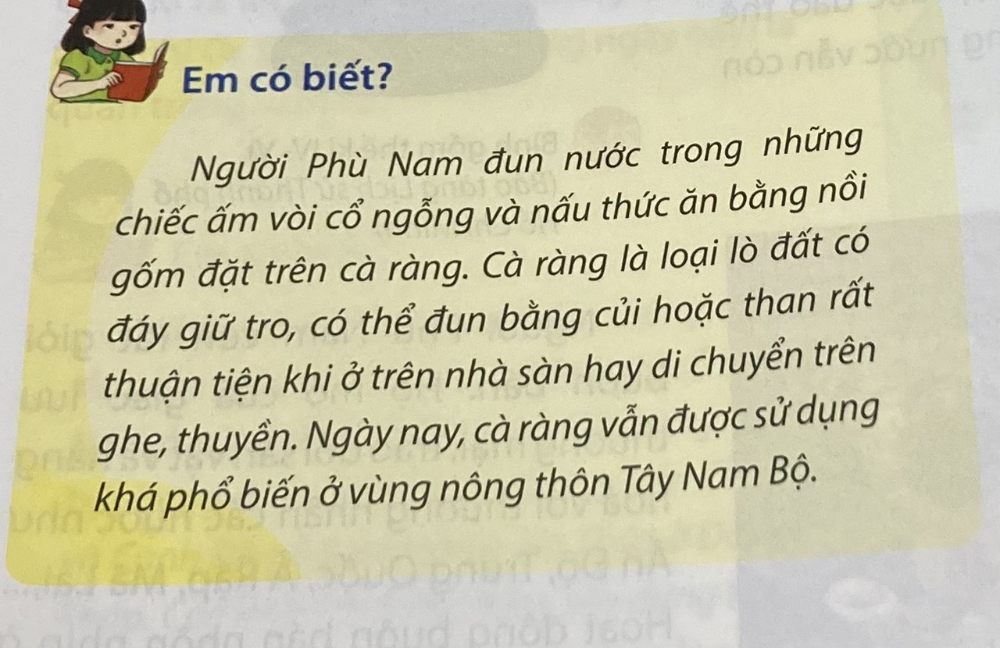 Em có biết?
Người Phù Nam đun nước trong những
chiếc ấm vòi cổ ngỗng và nấu thức ăn bằng nồi
gốm đặt trên cà ràng. Cà ràng là loại lò đất có
đáy giữ tro, có thể đun bằng củi hoặc than rất
thuận tiện khi ở trên nhà sàn hay di chuyển trên
ghe, thuyền. Ngày nay, cà ràng vẫn được sử dụng
khá phổ biến ở vùng nông thôn Tây Nam Bộ.